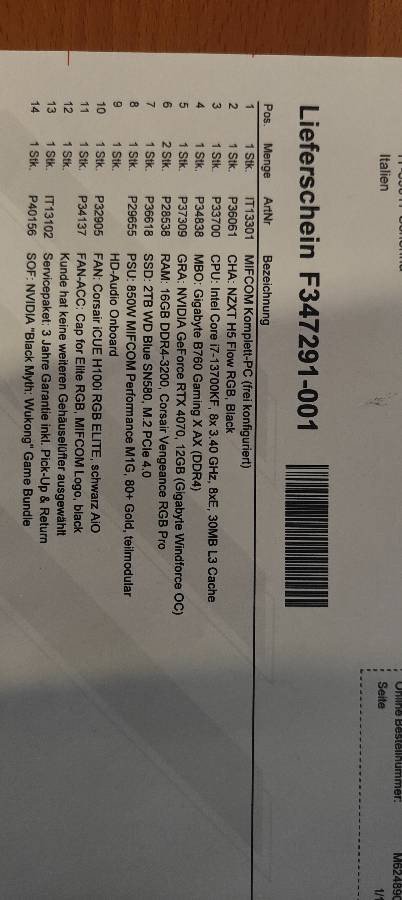 Italien
Online Bestellnummer:
Seite
Lieferschein F347291-001
Pos. Menge ArtNr Bezeichnung
1 1 Stk. IT13301 MIFCOM Komplett-PC (frei konfiguriert)
2 1 Stk. P36061 CHA: NZXT H5 Flow RGB, Black
3 1 Stk. P33700 CPU: Intel Core i7-13700KF, 8x 3.40 GHz, 8xE, 30MB L3 Cache
4 1 Stk. P34838 MBO: Gigabyte B760 Gaming X AX (DDR4)
5 1 Stk. P37309 GRA: NVIDIA GeForce RTX 4070, 12GB (Gigabyte Windforce OC)
6 2 Stk. P28538 RAM: 16GB DDR4-3200, Corsair Vengeance RGB Pro
7 1 Stk. P36618 SSD: 2TB WD Blue SN580, M.2 PCIe 4.0
8 1 Stk. P29655 PSU: 850W MIFCOM Performance M1G, 80+ Gold, teilmodular
9 1 Stk. HD-Audio Onboard
10 1 Stk. P32905 FAN: Corsair iCUE H100i RGB ELITE, schwarz AiO
11 1 Stk. P34137 FAN-ACC: Cap for Elite RGB, MIFCOM Logo, black
12 1 Stk. Kunde hat keine weiteren Gehäuselüfter ausgewählt
13 1 Stk. IT13102 Servicepaket: 3 Jahre Garantie inkl. Pick-Up & Return
14 1 Stk. P40156 SOF: NVIDIA "Black Myth: Wukong" Game Bundle